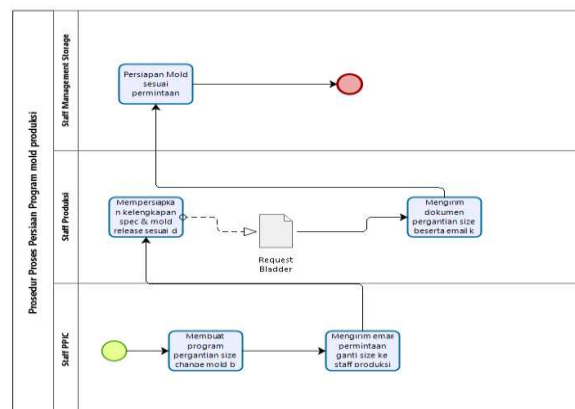 Prosedur Proses Persiaan Program mold produksi
Staff Management Storage
Persiapan Mold
sesuai
permintaan
Staff Produksi
Mempersiapka
n kelengkapan
spec & mold
release sesuai d
Request
Bladder
Mengirim
dokumen
pergantian size
beserta email k
Staff PPIC
Membuat
program
pergantian size
change mold b
Mengirim email
permintaan
ganti size ke
staff produksi